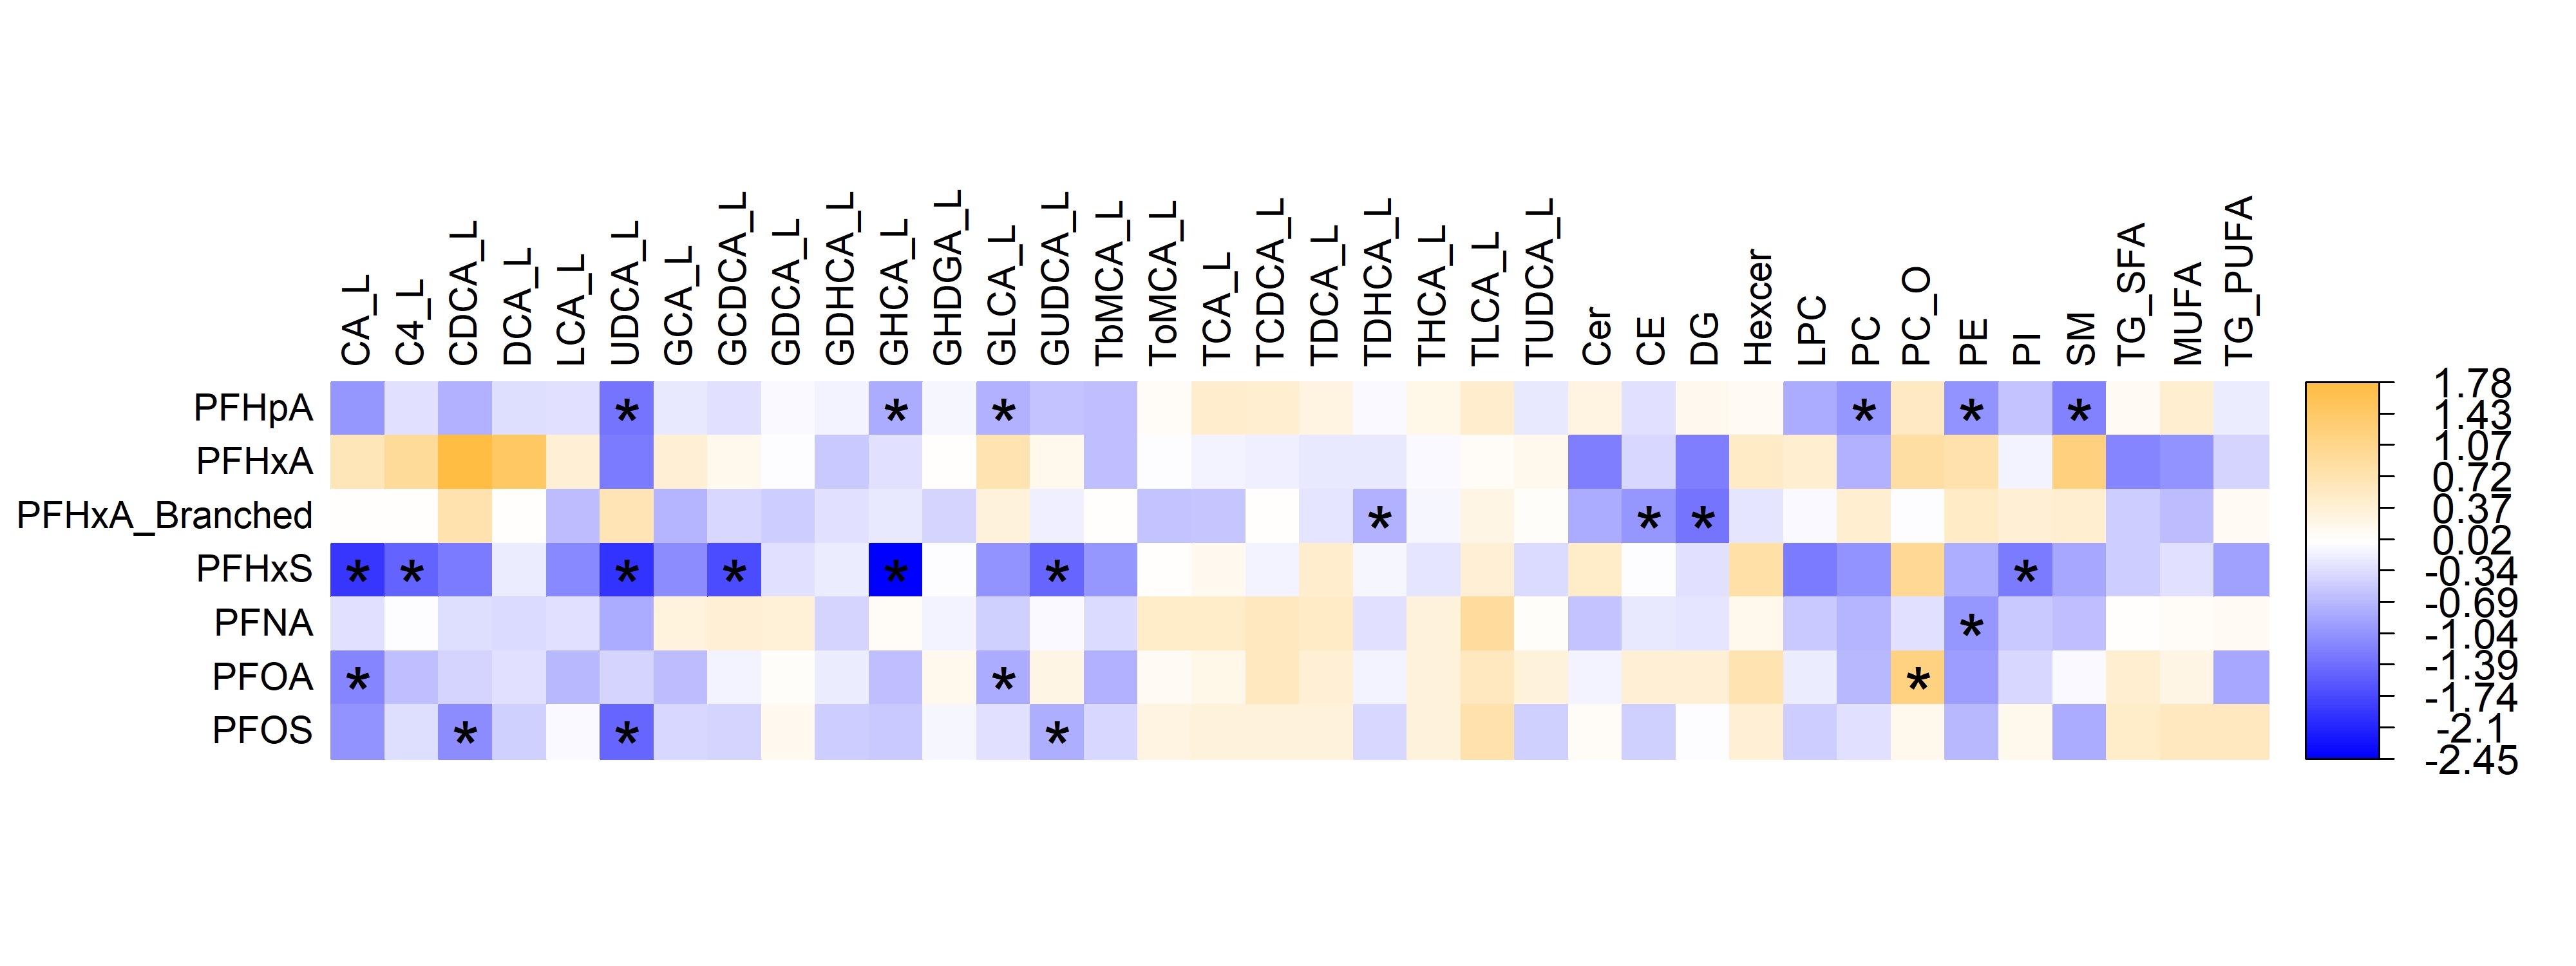 CA_L
C4_L
CDCA_L
DCA_L
LCA_L
UDCA_L
GCA_L
GCDCA_L
GDCA_L
GDHCA_L
GHCA_L
GHDGA_L
GLCA_L
GUDCA_L
TbMCA_L
ToMCA_L
TCA_L
TCDCA_L
TDCA_L
TDHCA_L
THCA_L
TLCA_L
TUDCA_L
Cer
CE
DG
Hexcer
LPC
PC
PC_O
PE
PI
SM
TG_SFA
MUFA
TG_PUFA
PFHpA * * * * * *
PFHxA
PFHxA_Branched * * *
PFHxS * * * * * * *
PFNA *
PFOA * * *
PFOS * * *
1.78
1.43
1.07
0.72
0.37
0.02
-0.34
-0.69
-1.04
-1.39
-1.74
-2.1
-2.45